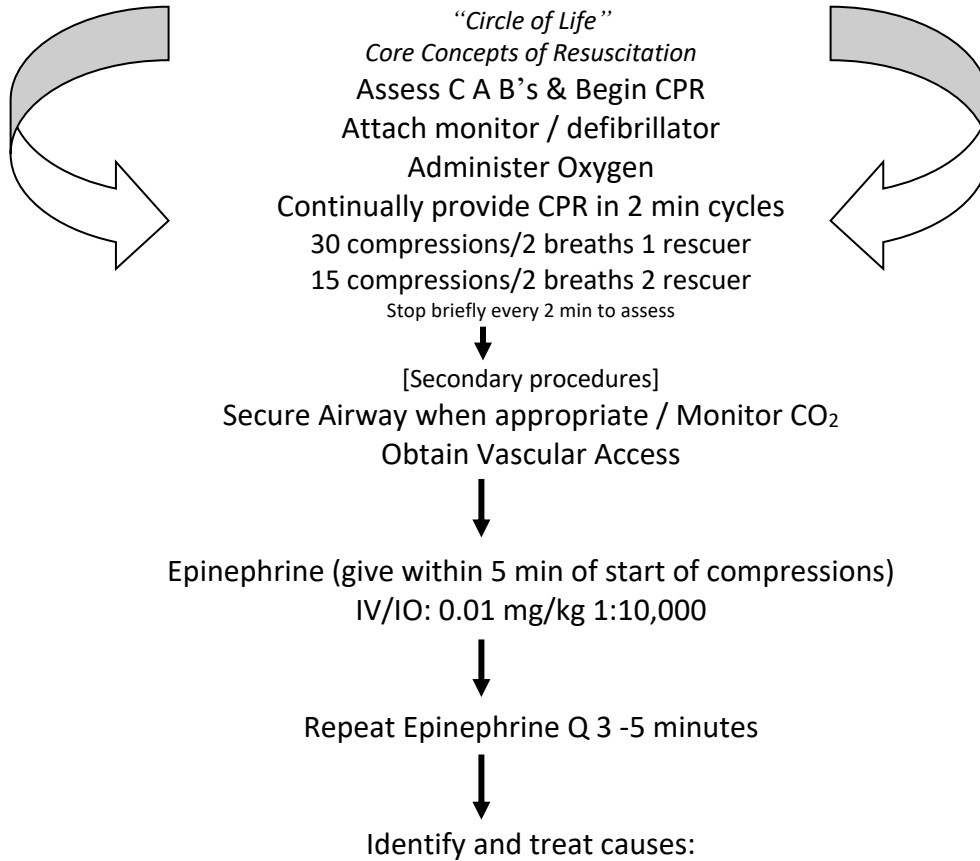 “Circle of Life”
Core Concepts of Resuscitation
Assess C A B’s & Begin CPR
Attach monitor / defibrillator
Administer Oxygen
Continually provide CPR in 2 min cycles
30 compressions/2 breaths 1 rescuer
15 compressions/2 breaths 2 rescuer
Stop briefly every 2 min to assess
[Secondary procedures]
Secure Airway when appropriate / Monitor CO₂
Obtain Vascular Access
Epinephrine (give within 5 min of start of compressions)
IV/IO: 0.01 mg/kg 1:10,000
Repeat Epinephrine Q 3 -5 minutes
Identify and treat causes: